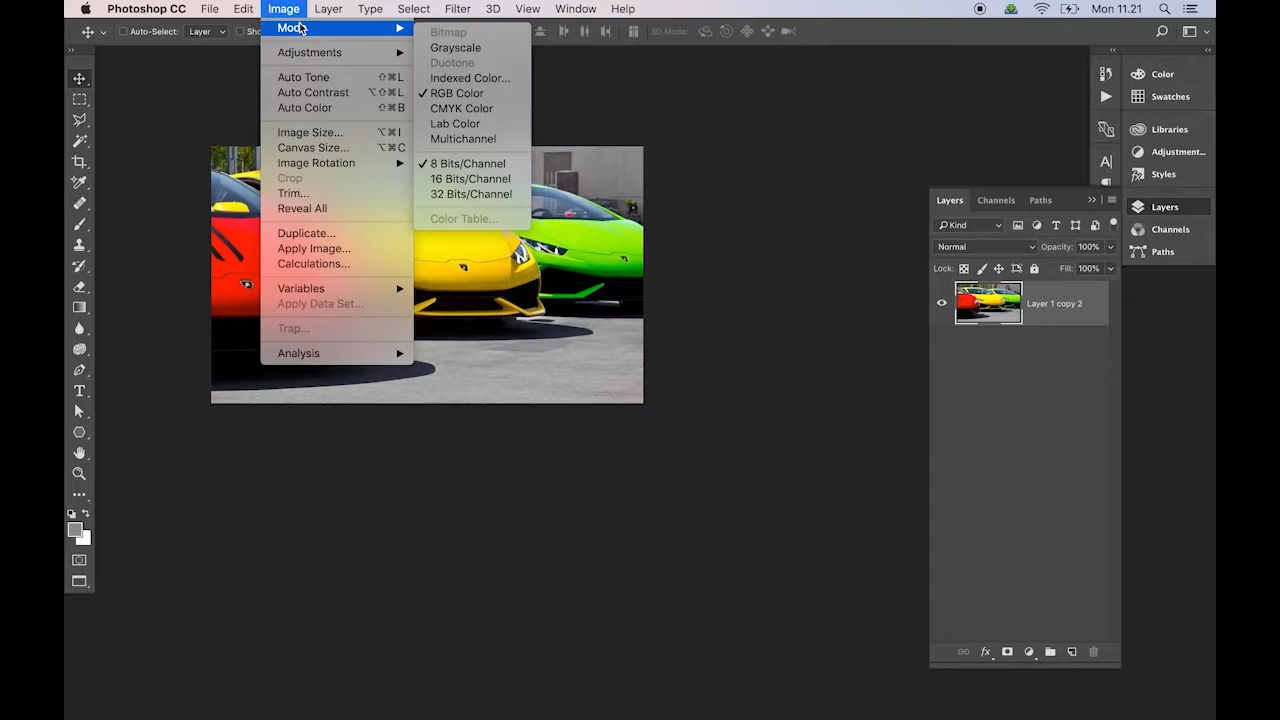 Photoshop CC File Edit Image Layer Type Select Filter 3D View Window Help Mon 11.21
Auto-Select: Layer Sho 3D Mode:
Mode
Adjustments
Auto Tone ⇧⌘L
Auto Contrast ⌥⇧⌘L
Auto Color ⇧⌘B
Image Size... ⌥⌘I
Canvas Size... ⌥⌘C
Image Rotation
Crop
Trim...
Reveal All
Duplicate...
Apply Image...
Calculations...
Variables
Apply Data Set...
Trap...
Analysis
Bitmap
Grayscale
Duotone
Indexed Color...
✓ RGB Color
CMYK Color
Lab Color
Multichannel
✓ 8 Bits/Channel
16 Bits/Channel
32 Bits/Channel
Color Table...
Color
Swatches
Libraries
Adjustment...
Styles
Layers
Channels
Paths
Layers Channels Paths
Kind
Normal Opacity: 100%
Lock: Fill: 100%
Layer 1 copy 2
fx